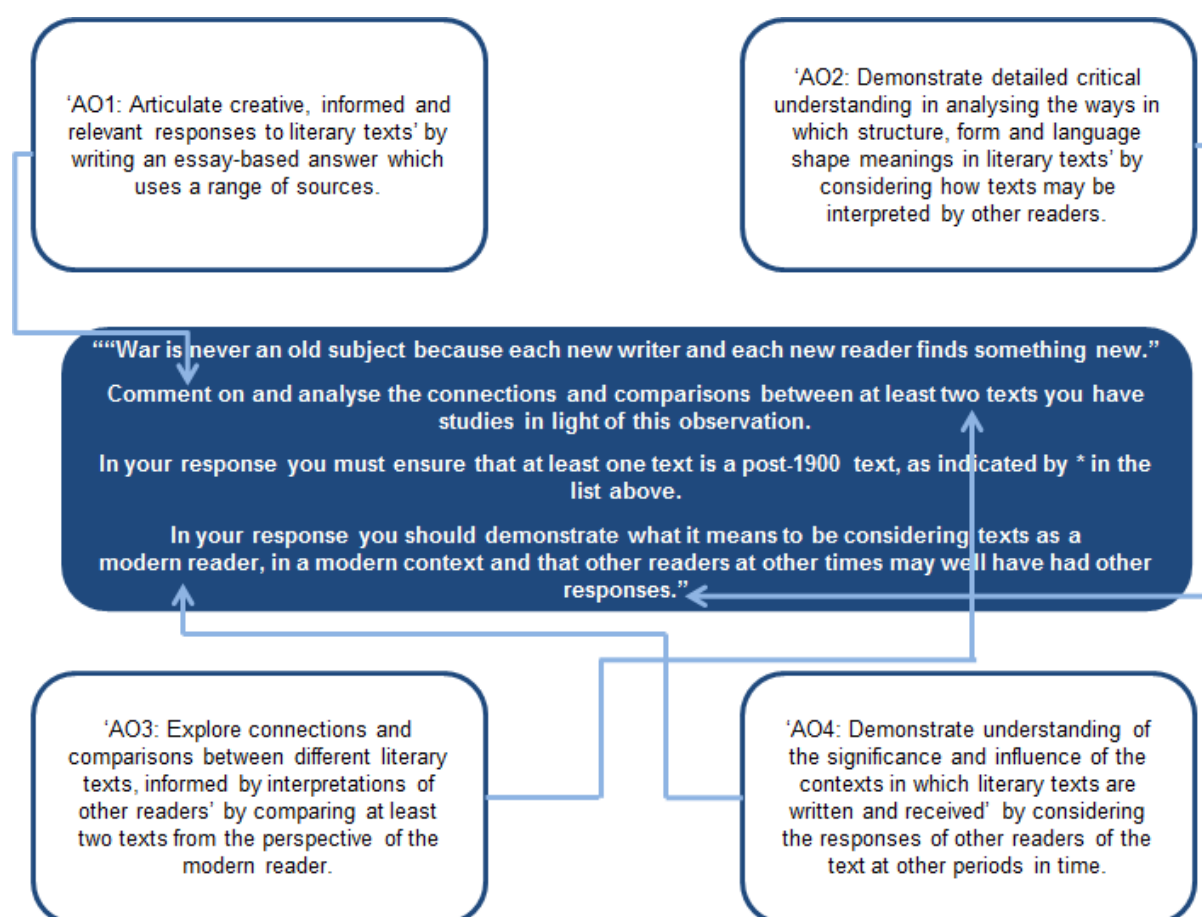 ‘AO1: Articulate creative, informed and
relevant responses to literary texts’ by
writing an essay-based answer which
uses a range of sources.
‘AO2: Demonstrate detailed critical
understanding in analysing the ways in
which structure, form and language
shape meanings in literary texts’ by
considering how texts may be
interpreted by other readers.
““War is never an old subject because each new writer and each new reader finds something new.”
Comment on and analyse the connections and comparisons between at least two texts you have
studies in light of this observation.
In your response you must ensure that at least one text is a post-1900 text, as indicated by * in the
list above.
In your response you should demonstrate what it means to be considering texts as a
modern reader, in a modern context and that other readers at other times may well have had other
responses.”
‘AO3: Explore connections and
comparisons between different literary
texts, informed by interpretations of
other readers’ by comparing at least
two texts from the perspective of the
modern reader.
‘AO4: Demonstrate understanding of
the significance and influence of the
contexts in which literary texts are
written and received’ by considering
the responses of other readers of the
text at other periods in time.